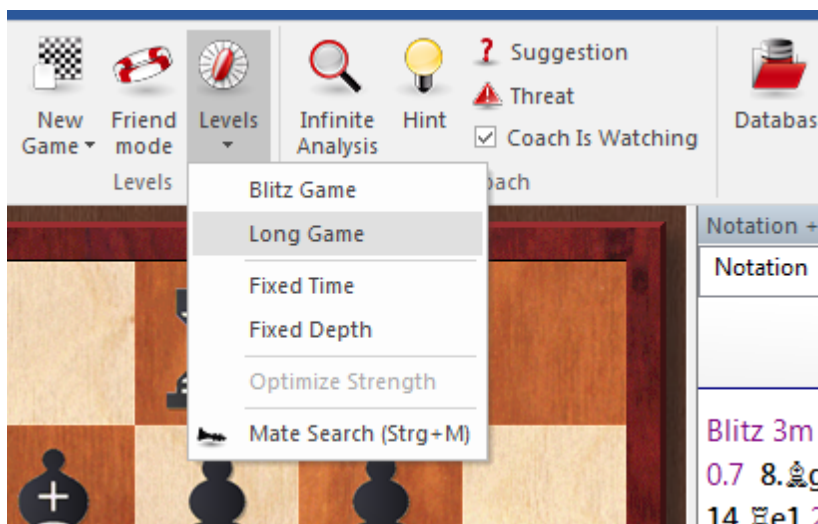 New Game
Friend mode
Levels
Infinite Analysis
Hint
Suggestion
Threat
Coach Is Watching
Levels
Blitz Game
Long Game
Fixed Time
Fixed Depth
Optimize Strength
Mate Search (Strg+M)
Notation +
Notation
Blitz 3m
0.7 8.♗g
14.♖e1